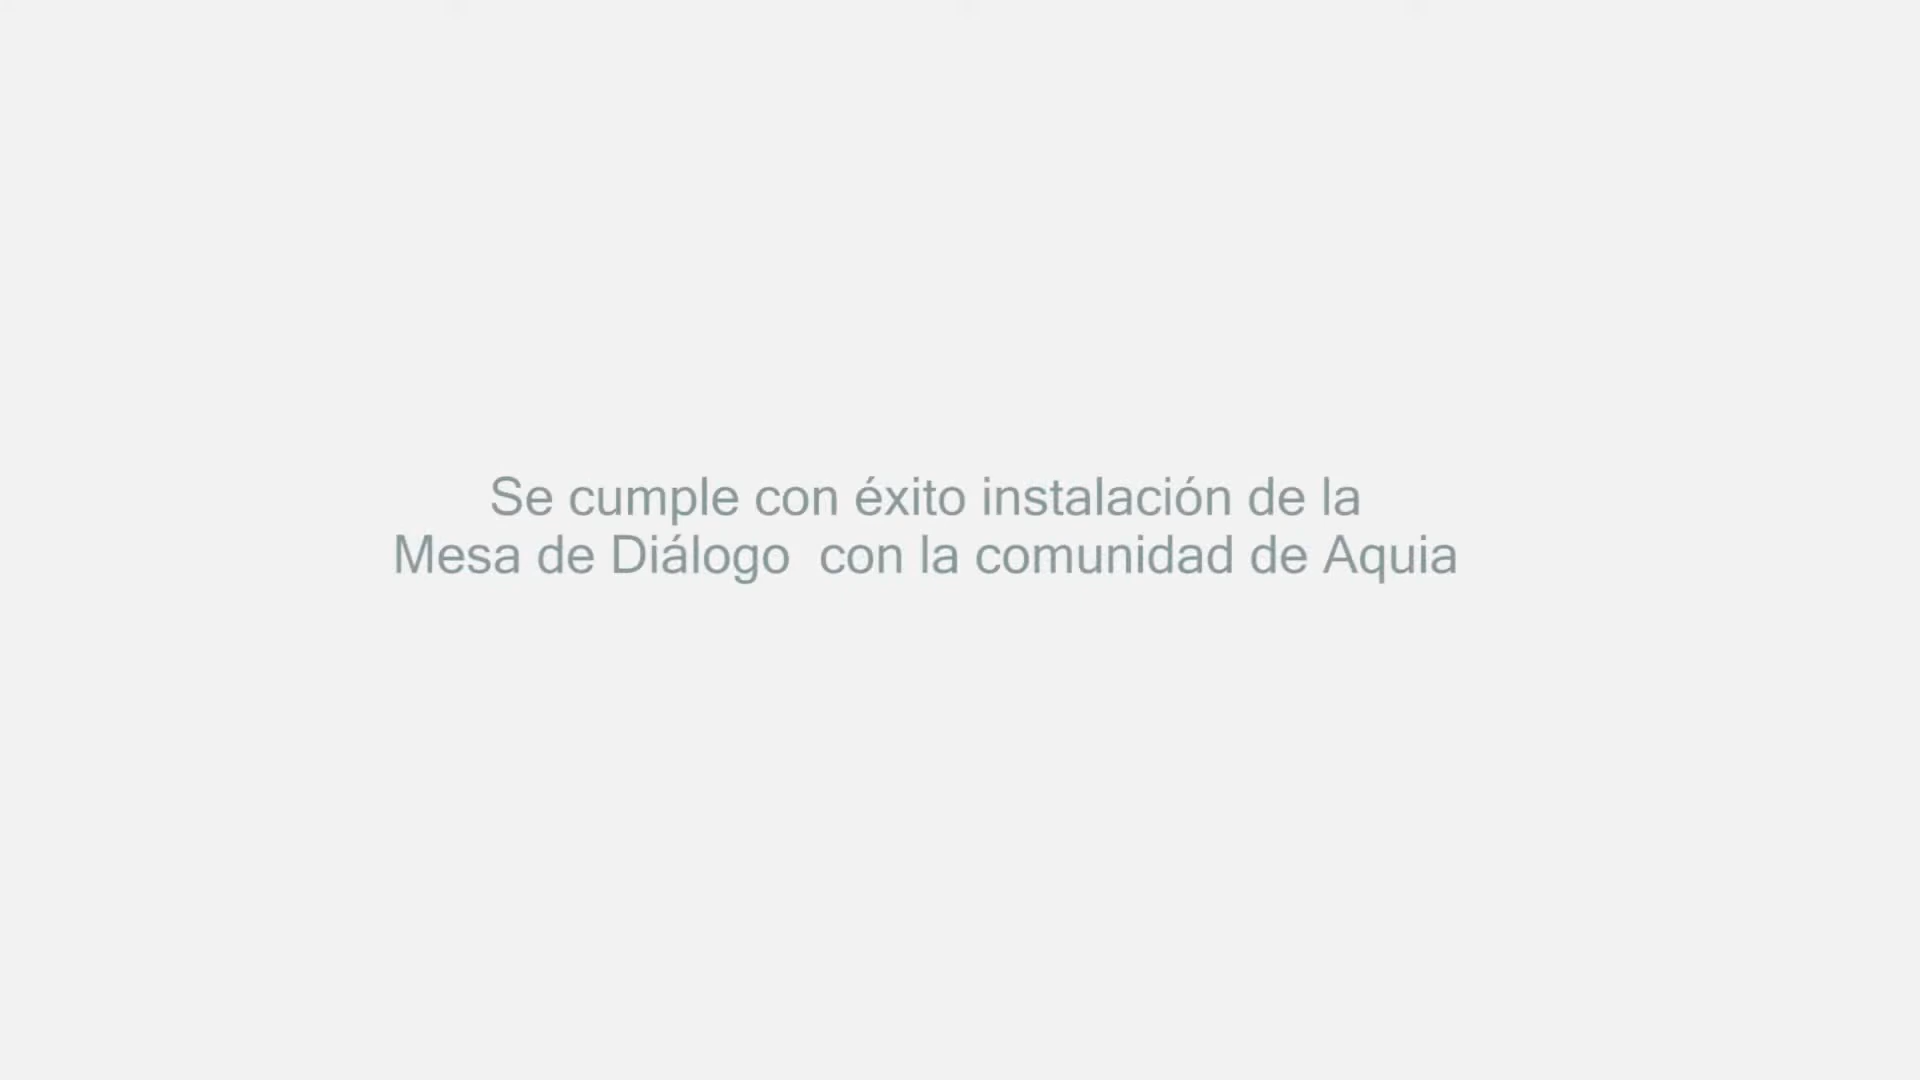 Se cumple con éxito instalación de la
Mesa de Diálogo  con la comunidad de Aquia